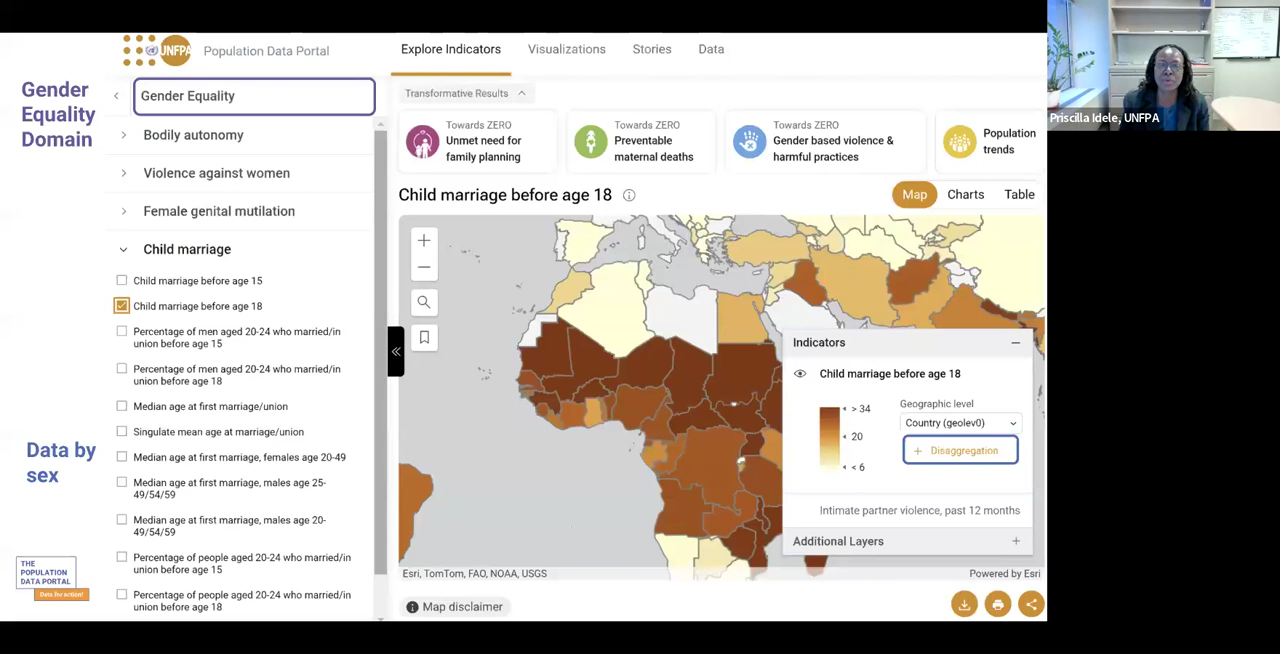 Gender
Equality
Domain
Data by
sex
THE
POPULATION
DATA PORTAL
Data for action!
UNFPA
Population Data Portal
Explore Indicators
Visualizations
Stories
Data
Gender Equality
Bodily autonomy
Violence against women
Female genital mutilation
Child marriage
Child marriage before age 15
Child marriage before age 18
Percentage of men aged 20-24 who married/in
union before age 15
Percentage of men aged 20-24 who married/in
union before age 18
Median age at first marriage/union
Singulate mean age at marriage/union
Median age at first marriage, females age 20-49
Median age at first marriage, males age 25-
49/54/59
Median age at first marriage, males age 20-
49/54/59
Percentage of people aged 20-24 who married/in
union before age 15
Percentage of people aged 20-24 who married/in
union before age 18
Transformative Results
Towards ZERO
Unmet need for
family planning
Towards ZERO
Preventable
maternal deaths
Towards ZERO
Gender based violence &
harmful practices
Population
trends
Child marriage before age 18
Map
Charts
Table
Indicators
Child marriage before age 18
> 34
20
< 6
Geographic level
Country (geolev0)
+ Disaggregation
Intimate partner violence, past 12 months
Additional Layers
Esri, TomTom, FAO, NOAA, USGS
Powered by Esri
Map disclaimer
Priscilla Idele, UNFPA